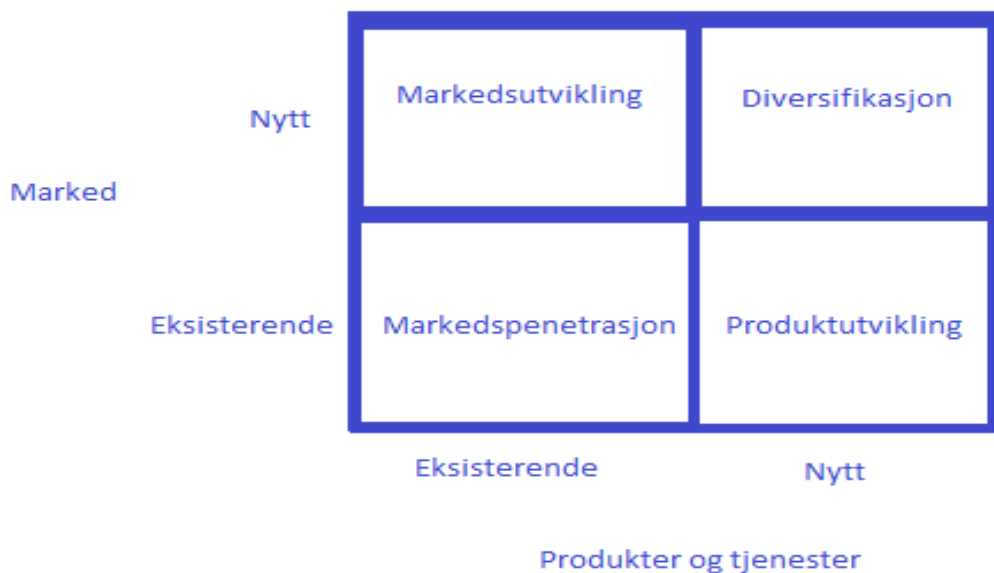 Markedsutvikling
Diversifikasjon
Nytt
Marked
Eksisterende
Markedspenetrasjon
Produktutvikling
Eksisterende
Nytt
Produkter og tjenester